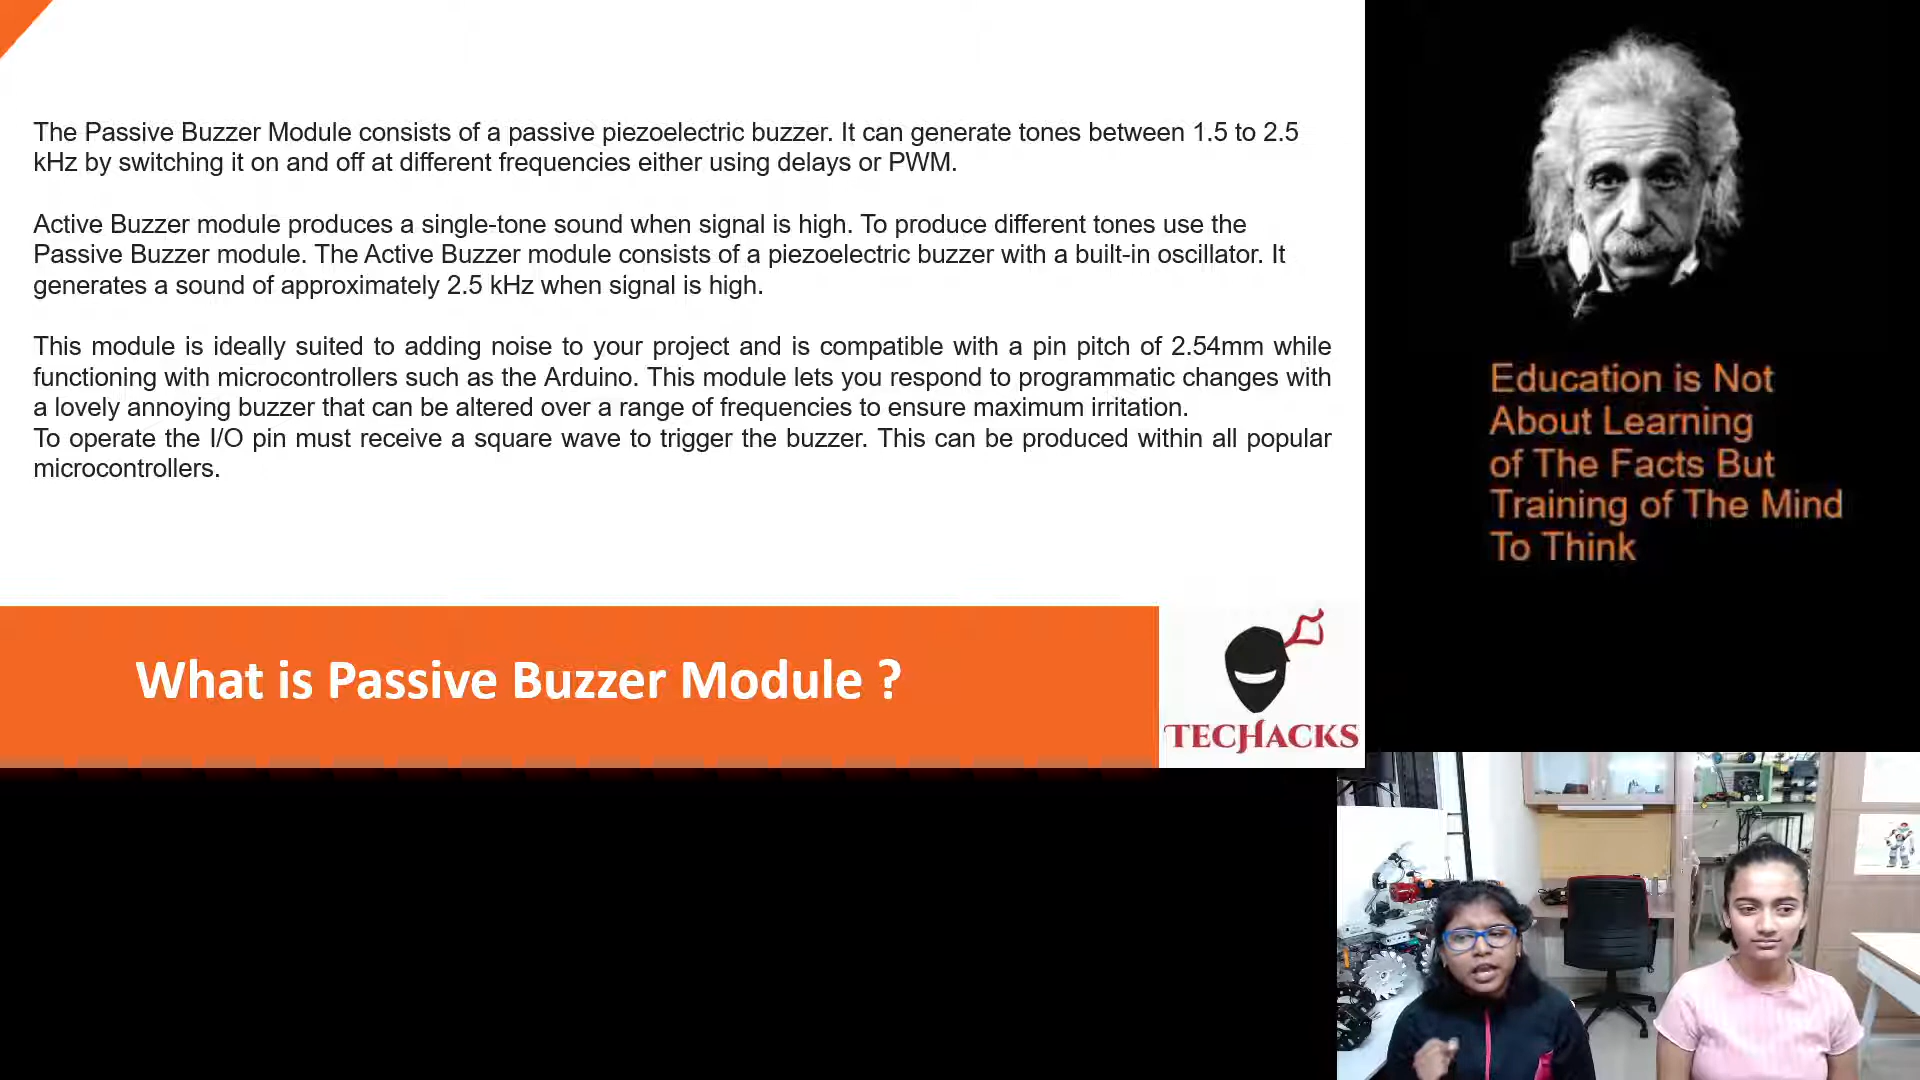 The Passive Buzzer Module consists of a passive piezoelectric buzzer. It can generate tones between 1.5 to 2.5
kHz by switching it on and off at different frequencies either using delays or PWM.
Active Buzzer module produces a single-tone sound when signal is high. To produce different tones use the
Passive Buzzer module. The Active Buzzer module consists of a piezoelectric buzzer with a built-in oscillator. It
generates a sound of approximately 2.5 kHz when signal is high.
This module is ideally suited to adding noise to your project and is compatible with a pin pitch of 2.54mm while
functioning with microcontrollers such as the Arduino. This module lets you respond to programmatic changes with
a lovely annoying buzzer that can be altered over a range of frequencies to ensure maximum irritation.
To operate the I/O pin must receive a square wave to trigger the buzzer. This can be produced within all popular
microcontrollers.
What is Passive Buzzer Module ?
TECHACKS
Education is Not
About Learning
of The Facts But
Training of The Mind
To Think